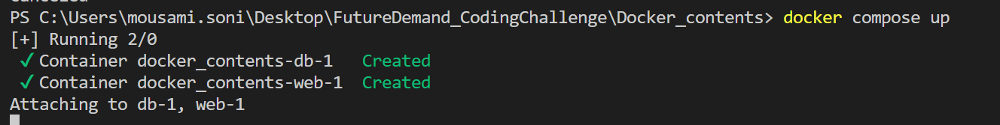 PS C:\Users\mousami.soni\Desktop\FutureDemand_CodingChallenge\Docker_contents> docker compose up
[+] Running 2/0
✓ Container docker_contents-db-1   Created
✓ Container docker_contents-web-1  Created
Attaching to db-1, web-1